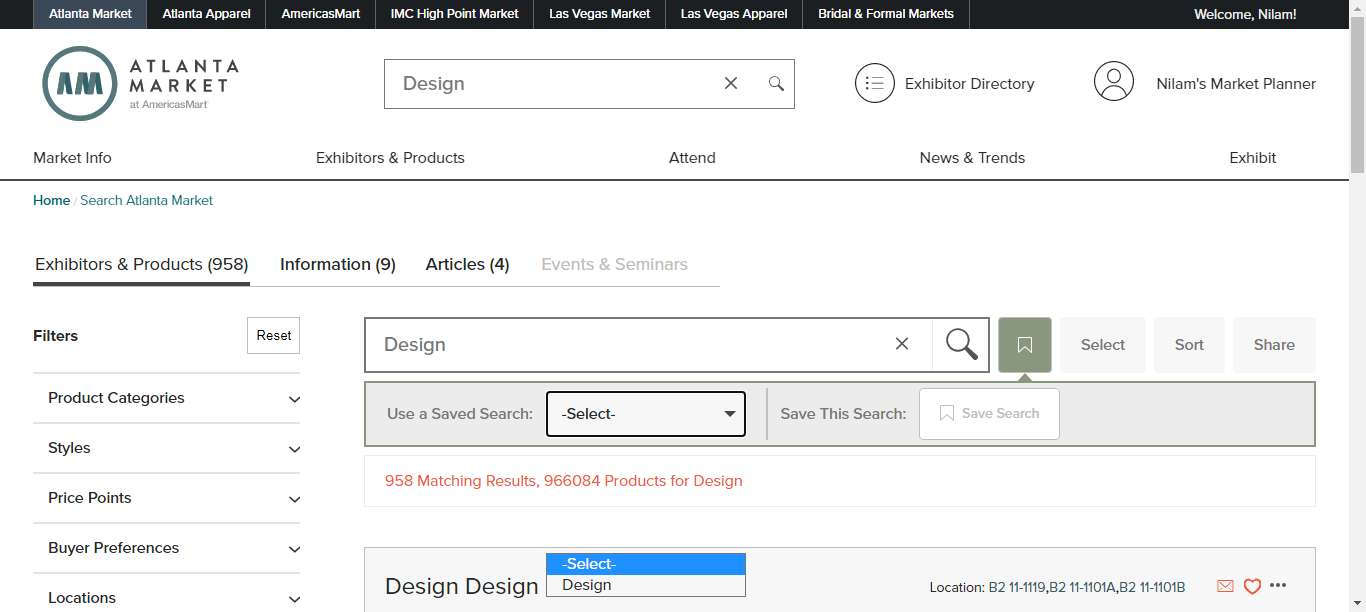 Atlanta Market Atlanta Apparel AmericasMart IMC High Point Market Las Vegas Market Las Vegas Apparel Bridal & Formal Markets Welcome, Nilam!
AM ATLANTA
MARKET
at AmericasMart
Design
Exhibitor Directory
Nilam's Market Planner
Market Info Exhibitors & Products Attend News & Trends Exhibit
Home / Search Atlanta Market
Exhibitors & Products (958) Information (9) Articles (4) Events & Seminars
Filters Reset
Product Categories
Styles
Price Points
Buyer Preferences
Locations
Design
Select Sort Share
Use a Saved Search: -Select- Save This Search: Save Search
958 Matching Results, 966084 Products for Design
-Select-
Design
Design Design
Location: B2 11-1119,B2 11-1101A,B2 11-1101B